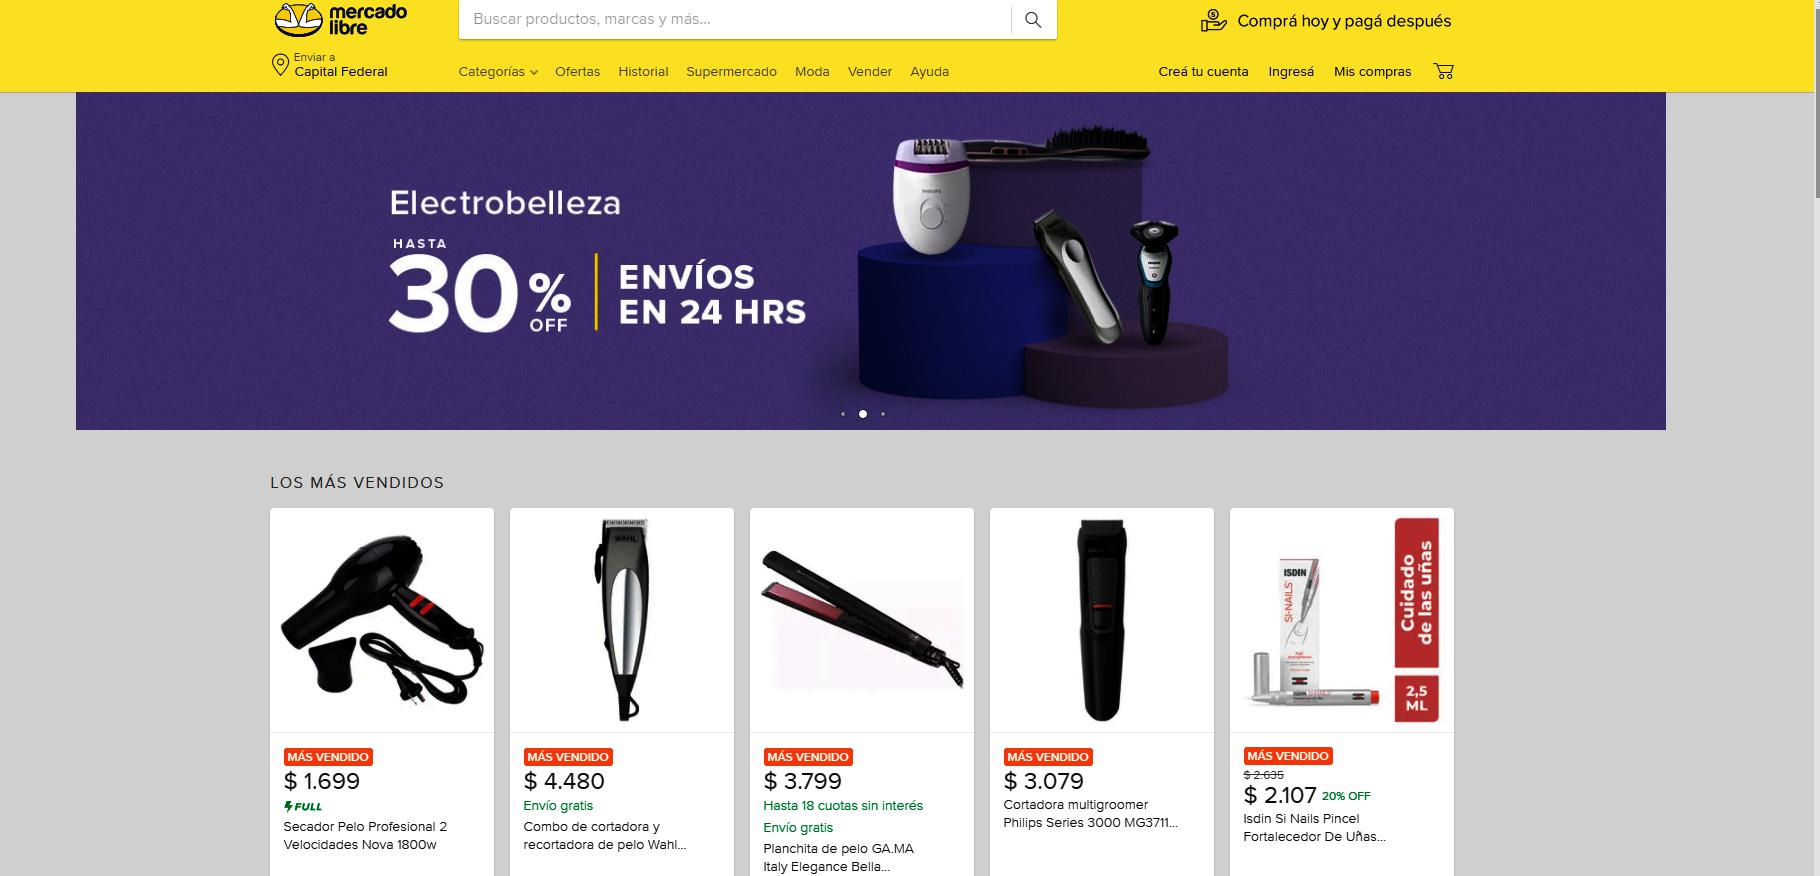 mercado
libre
Buscar productos, marcas y más...
Comprá hoy y pagá después
Enviar a
Capital Federal
Categorías
Ofertas
Historial
Supermercado
Moda
Vender
Ayuda
Creá tu cuenta
Ingresá
Mis compras
Electrobelleza
HASTA
30%
OFF
ENVÍOS
EN 24 HRS
PHILIPS
LOS MÁS VENDIDOS
WAHL
ISDIN
SI-NAILS
Cuidado
de las uñas
2,5
ML
MÁS VENDIDO
$ 1.699
FULL
Secador Pelo Profesional 2
Velocidades Nova 1800w
MÁS VENDIDO
$ 4.480
Envío gratis
Combo de cortadora y
recortadora de pelo Wahl...
MÁS VENDIDO
$ 3.799
Hasta 18 cuotas sin interés
Envío gratis
Planchita de pelo GA.MA
Italy Elegance Bella...
MÁS VENDIDO
$ 3.079
Cortadora multigroomer
Philips Series 3000 MG3711...
MÁS VENDIDO
$ 2.635
$ 2.107 20% OFF
Isdin Si Nails Pincel
Fortalecedor De Uñas...